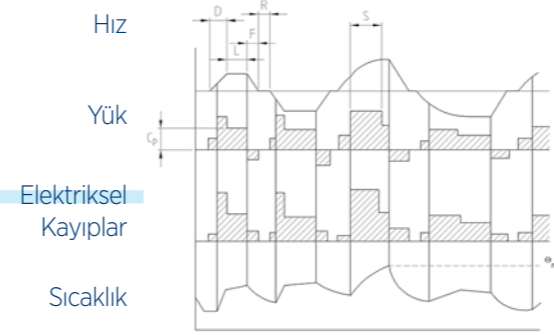 D
R
S
F
L
Hız
Yük
Cp
Elektriksel
Kayıplar
Sıcaklık